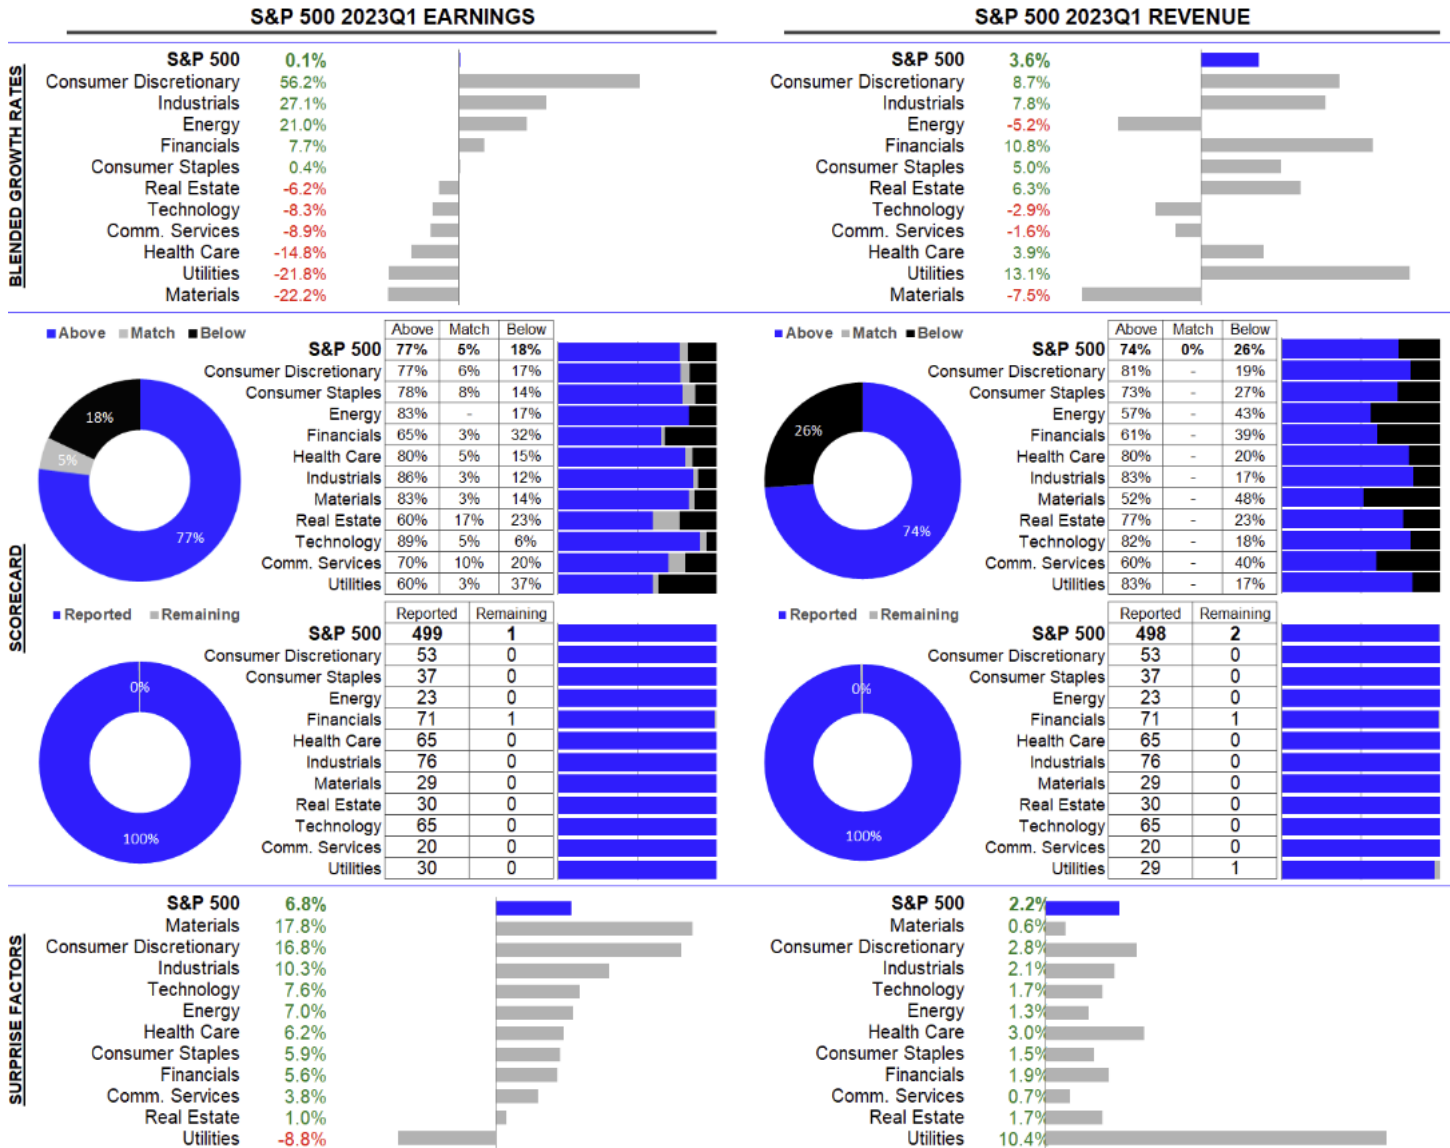 S&P 500 2023Q1 EARNINGS
S&P 500 2023Q1 REVENUE
BLENDED GROWTH RATES
S&P 500 0.1%
Consumer Discretionary 56.2%
Industrials 27.1%
Energy 21.0%
Financials 7.7%
Consumer Staples 0.4%
Real Estate -6.2%
Technology -8.3%
Comm. Services -8.9%
Health Care -14.8%
Utilities -21.8%
Materials -22.2%
S&P 500 3.6%
Consumer Discretionary 8.7%
Industrials 7.8%
Energy -5.2%
Financials 10.8%
Consumer Staples 5.0%
Real Estate 6.3%
Technology -2.9%
Comm. Services -1.6%
Health Care 3.9%
Utilities 13.1%
Materials -7.5%
SCORECARD
Above Match Below
18%
5%
77%
Above Match Below
S&P 500 77% 5% 18%
Consumer Discretionary 77% 6% 17%
Consumer Staples 78% 8% 14%
Energy 83% - 17%
Financials 65% 3% 32%
Health Care 80% 5% 15%
Industrials 86% 3% 12%
Materials 83% 3% 14%
Real Estate 60% 17% 23%
Technology 89% 5% 6%
Comm. Services 70% 10% 20%
Utilities 60% 3% 37%
Above Match Below
26%
74%
Above Match Below
S&P 500 74% 0% 26%
Consumer Discretionary 81% - 19%
Consumer Staples 73% - 27%
Energy 57% - 43%
Financials 61% - 39%
Health Care 80% - 20%
Industrials 83% - 17%
Materials 52% - 48%
Real Estate 77% - 23%
Technology 82% - 18%
Comm. Services 60% - 40%
Utilities 83% - 17%
Reported Remaining
0%
100%
Reported Remaining
S&P 500 499 1
Consumer Discretionary 53 0
Consumer Staples 37 0
Energy 23 0
Financials 71 1
Health Care 65 0
Industrials 76 0
Materials 29 0
Real Estate 30 0
Technology 65 0
Comm. Services 20 0
Utilities 30 0
Reported Remaining
0%
100%
Reported Remaining
S&P 500 498 2
Consumer Discretionary 53 0
Consumer Staples 37 0
Energy 23 0
Financials 71 1
Health Care 65 0
Industrials 76 0
Materials 29 0
Real Estate 30 0
Technology 65 0
Comm. Services 20 0
Utilities 29 1
SURPRISE FACTORS
S&P 500 6.8%
Materials 17.8%
Consumer Discretionary 16.8%
Industrials 10.3%
Technology 7.6%
Energy 7.0%
Health Care 6.2%
Consumer Staples 5.9%
Financials 5.6%
Comm. Services 3.8%
Real Estate 1.0%
Utilities -8.8%
S&P 500 2.2%
Materials 0.6%
Consumer Discretionary 2.8%
Industrials 2.1%
Technology 1.7%
Energy 1.3%
Health Care 3.0%
Consumer Staples 1.5%
Financials 1.9%
Comm. Services 0.7%
Real Estate 1.7%
Utilities 10.4%